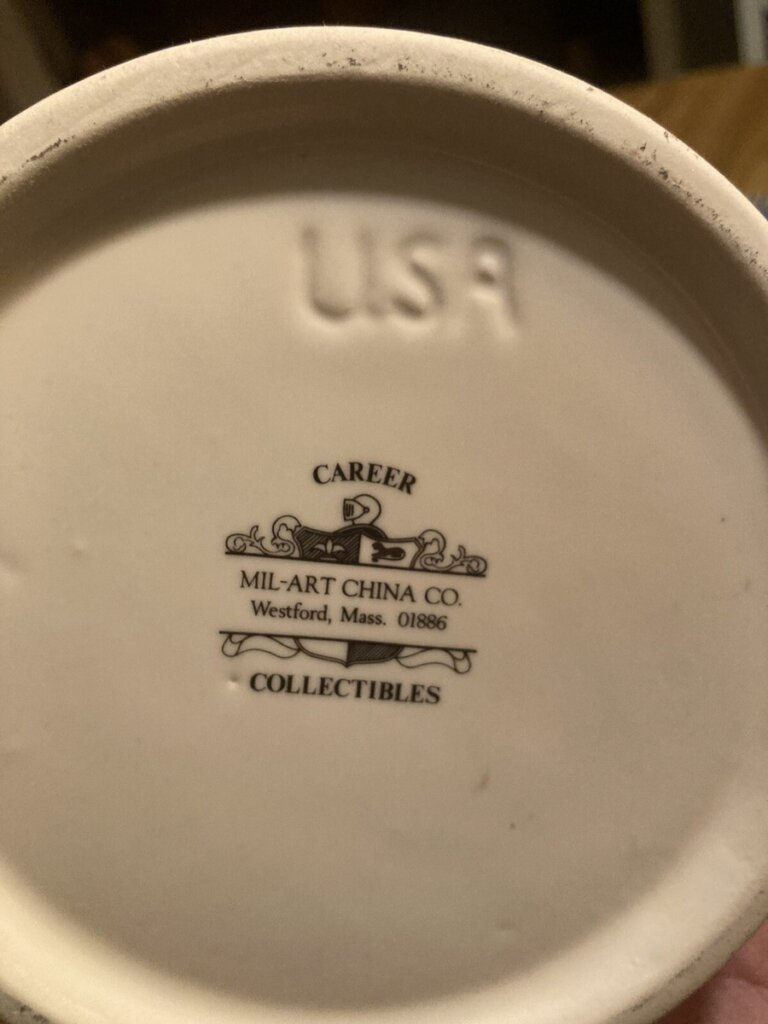 USA
CAREER
MIL-ART CHINA CO.
Westford, Mass. 01886
COLLECTIBLES